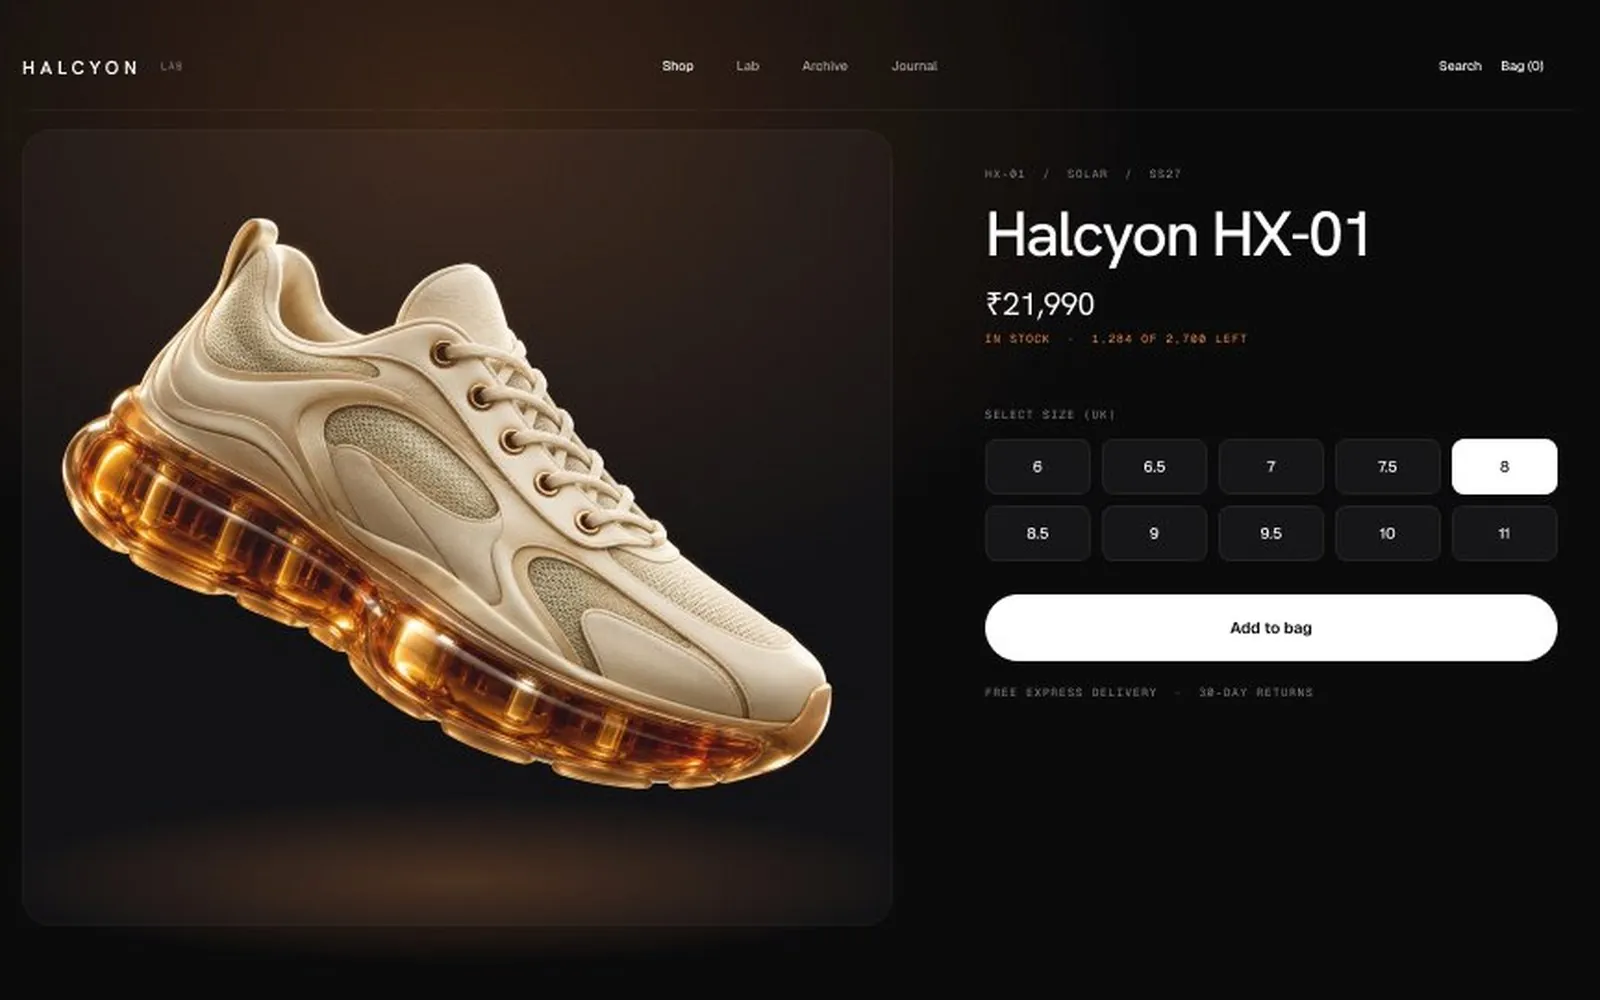 HALCYON LAB
Shop Lab Archive Journal
Search Bag (0)
HX-01 / SOLAR / SS27
Halcyon HX-01
₹21,990
IN STOCK · 1,284 OF 2,700 LEFT
SELECT SIZE (UK)
6 6.5 7 7.5 8
8.5 9 9.5 10 11
Add to bag
FREE EXPRESS DELIVERY · 30-DAY RETURNS